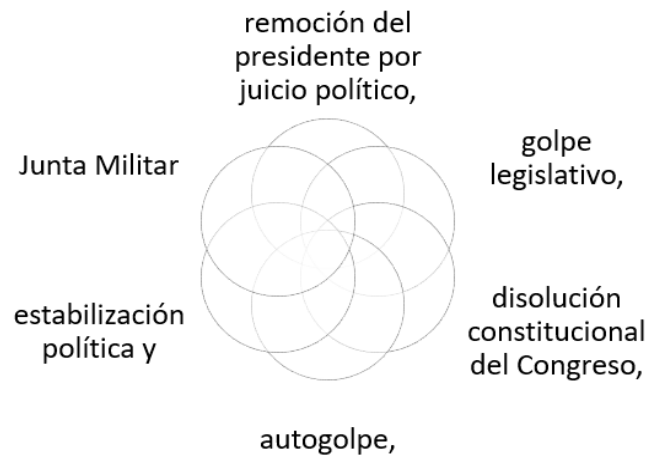 remoción del
presidente por
juicio político,
golpe
legislativo,
disolución
constitucional
del Congreso,
autogolpe,
estabilización
política y
Junta Militar